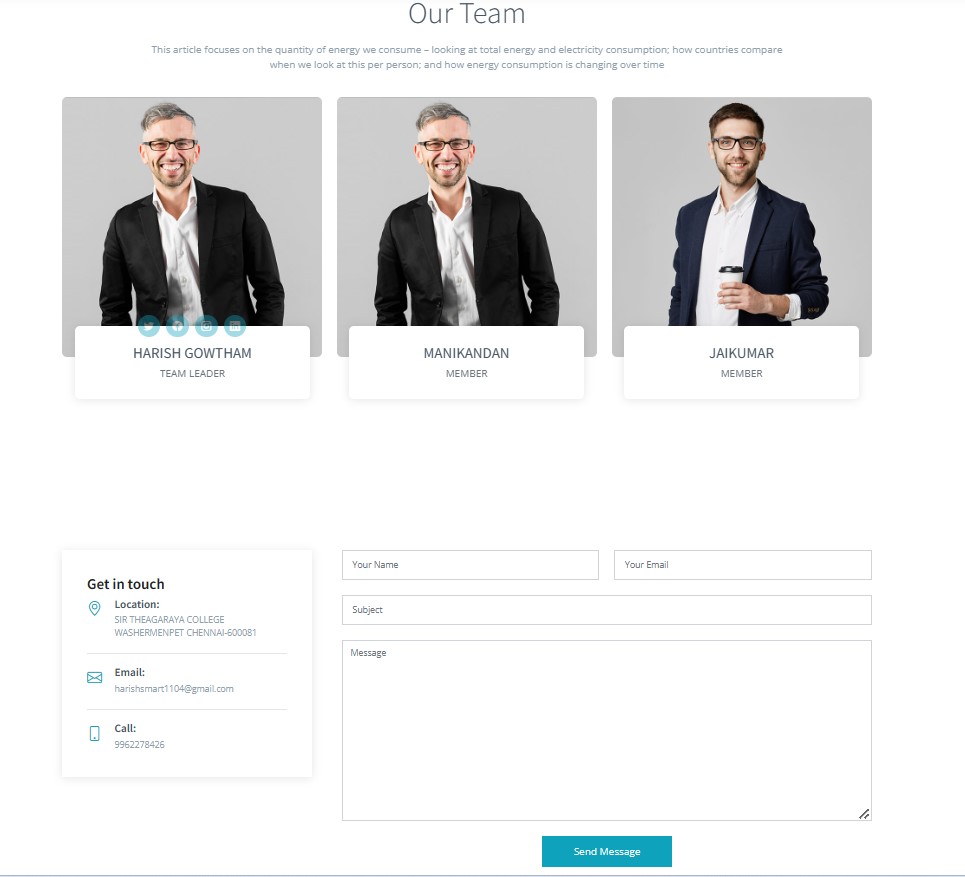 Our Team
This article focuses on the quantity of energy we consume – looking at total energy and electricity consumption; how countries compare
when we look at this per person; and how energy consumption is changing over time
HARISH GOWTHAM
TEAM LEADER
MANIKANDAN
MEMBER
JAIKUMAR
MEMBER
Get in touch
Location:
SIR THEAGARAYA COLLEGE
WASHERMENPET CHENNAI-600081
Email:
harishsmart1104@gmail.com
Call:
9962278426
Your Name
Your Email
Subject
Message
Send Message